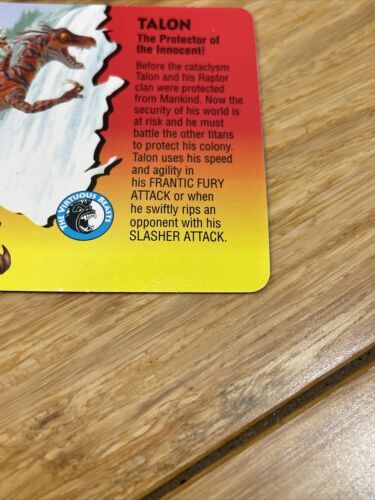 TALON
The Protector of
the Innocent!
Before the cataclysm
Talon and his Raptor
clan were protected
from Mankind. Now the
security of his world is
at risk and he must
battle the other titans
to protect his colony.
Talon uses his speed
and agility in
his FRANTIC FURY
ATTACK or when
he swiftly rips an
opponent with his
SLASHER ATTACK.
THE VIRTUOUS BEASTS